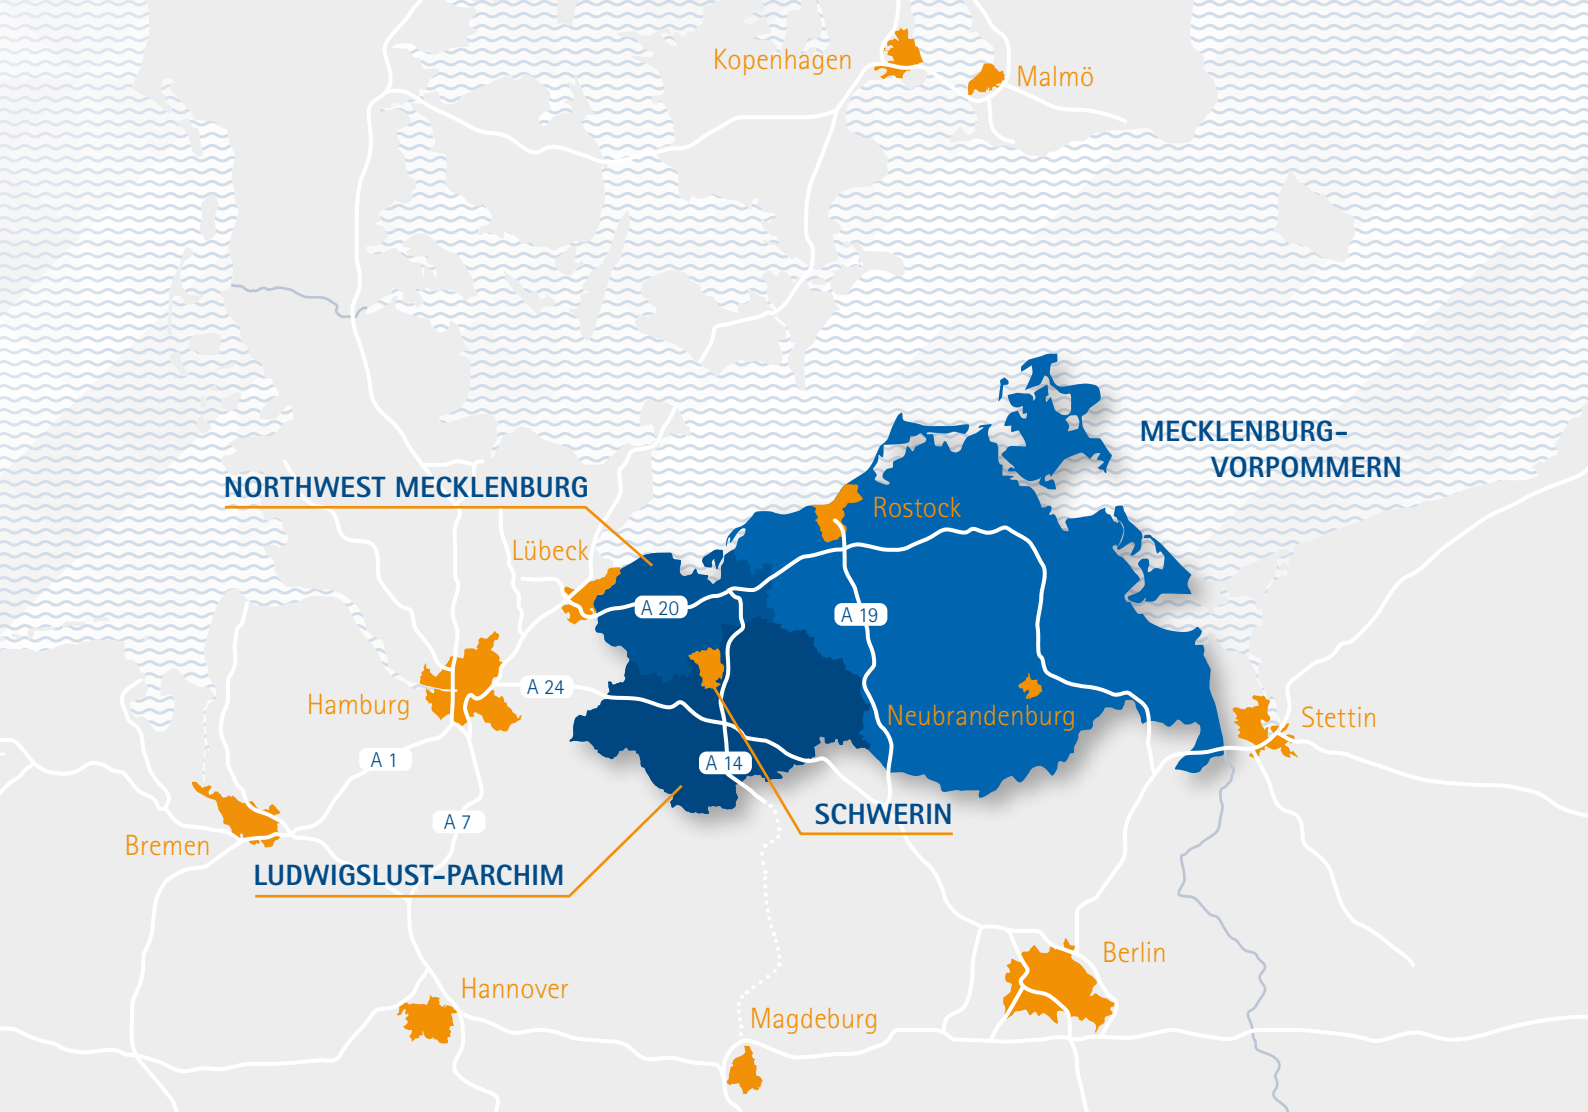 Kopenhagen
Malmö
MECKLENBURG-
VORPOMMERN
NORTHWEST MECKLENBURG
Rostock
Lübeck
A 20
A 19
A 24
Hamburg
Neubrandenburg
Stettin
A 1
A 14
SCHWERIN
A 7
Bremen
LUDWIGSLUST-PARCHIM
Berlin
Hannover
Magdeburg